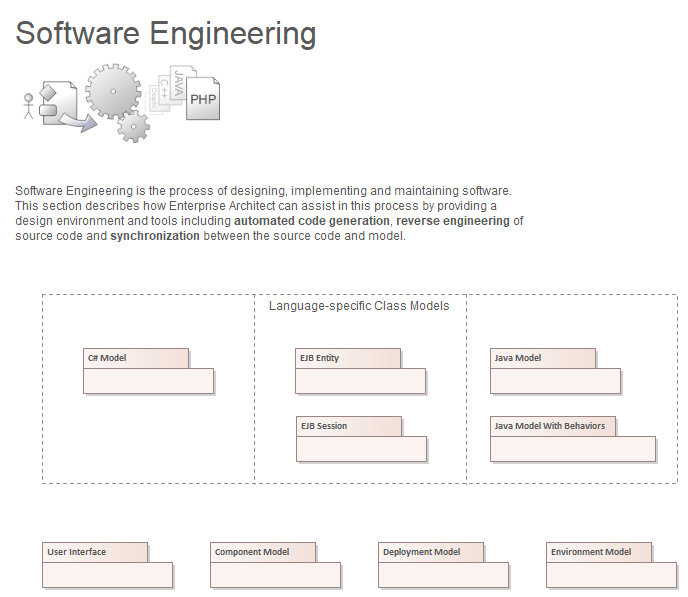 Software Engineering
Delphi
C++
JAVA
PHP
Software Engineering is the process of designing, implementing and maintaining software.
This section describes how Enterprise Architect can assist in this process by providing a
design environment and tools including automated code generation, reverse engineering of
source code and synchronization between the source code and model.
Language-specific Class Models
C# Model
EJB Entity
Java Model
EJB Session
Java Model With Behaviors
User Interface
Component Model
Deployment Model
Environment Model